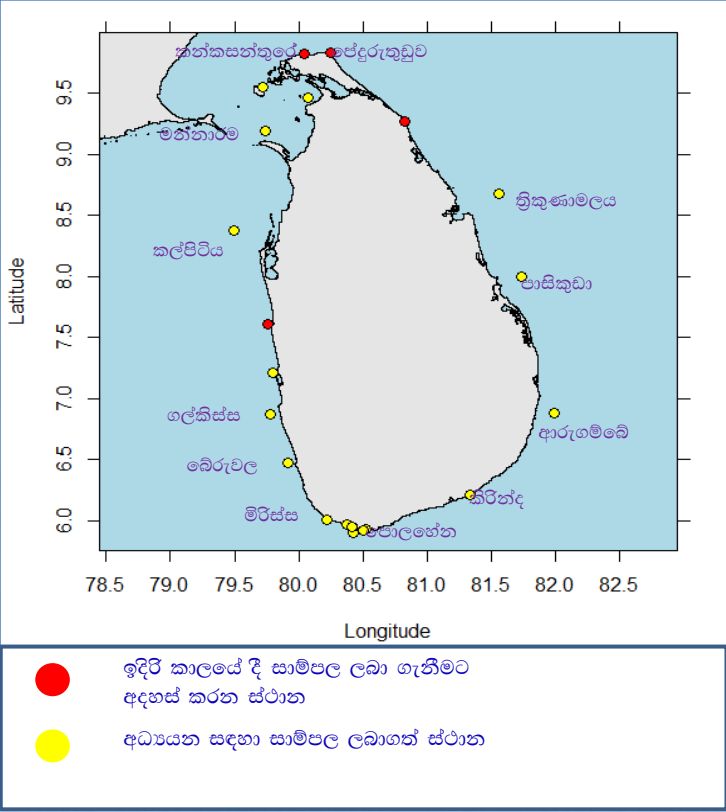 කන්කසන්තුරේ පේදුරුතුඩුව
මන්නාරම
ත්‍රිකුණාමලය
කල්පිටිය
පාසිකුඩා
ගල්කිස්ස
ආරුගම්බේ
බේරුවල
කිරින්ද
මිරිස්ස
පොලහේන
Latitude
9.5
9.0
8.5
8.0
7.5
7.0
6.5
6.0
78.5 79.0 79.5 80.0 80.5 81.0 81.5 82.0 82.5
Longitude
ඉදිරි කාලයේ දී සාම්පල ලබා ගැනීමට
අදහස් කරන ස්ථාන
අධ්‍යයන සඳහා සාම්පල ලබාගත් ස්ථාන